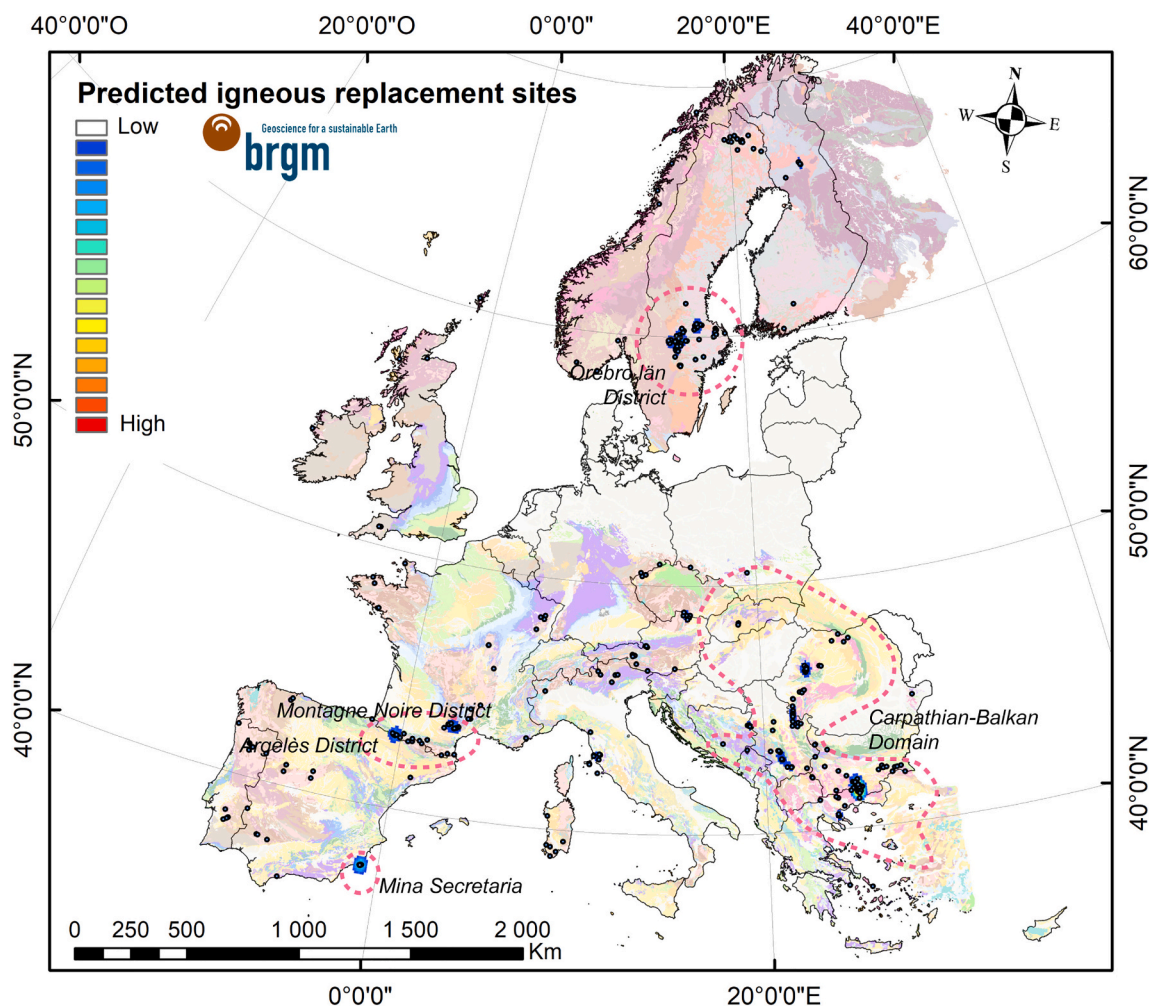 40°0'0"O
20°0'0"O
0°0'0"
20°0'0"E
40°0'0"E
Predicted igneous replacement sites
Low
High
Geoscience for a sustainable Earth
brgm
N
W
E
S
60°0'0"N
50°0'0"N
50°0'0"N
40°0'0"N
40°0'0"N
Örebro län
District
Montagne Noire District
Argelès District
Carpathian-Balkan
Domain
Mina Secretaria
0 250 500 1 000 1 500 2 000
Km
0°0'0"
20°0'0"E